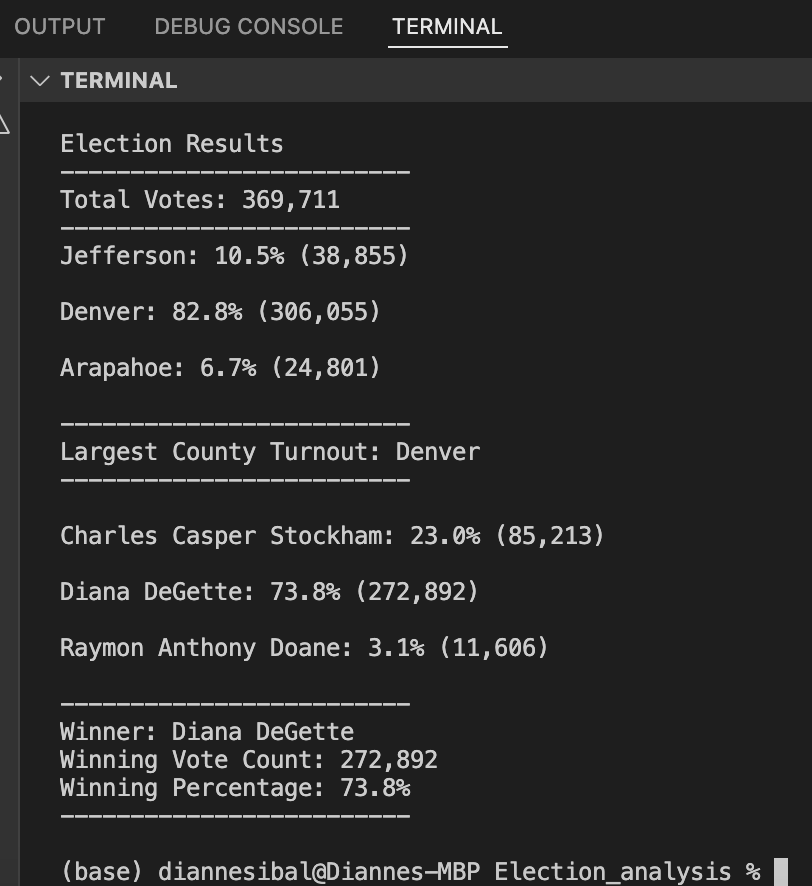 OUTPUT DEBUG CONSOLE TERMINAL
TERMINAL
Election Results
-------------------------
Total Votes: 369,711
-------------------------
Jefferson: 10.5% (38,855)
Denver: 82.8% (306,055)
Arapahoe: 6.7% (24,801)
-------------------------
Largest County Turnout: Denver
-------------------------
Charles Casper Stockham: 23.0% (85,213)
Diana DeGette: 73.8% (272,892)
Raymon Anthony Doane: 3.1% (11,606)
-------------------------
Winner: Diana DeGette
Winning Vote Count: 272,892
Winning Percentage: 73.8%
-------------------------
(base) diannesibal@Diannes-MBP Election_analysis %